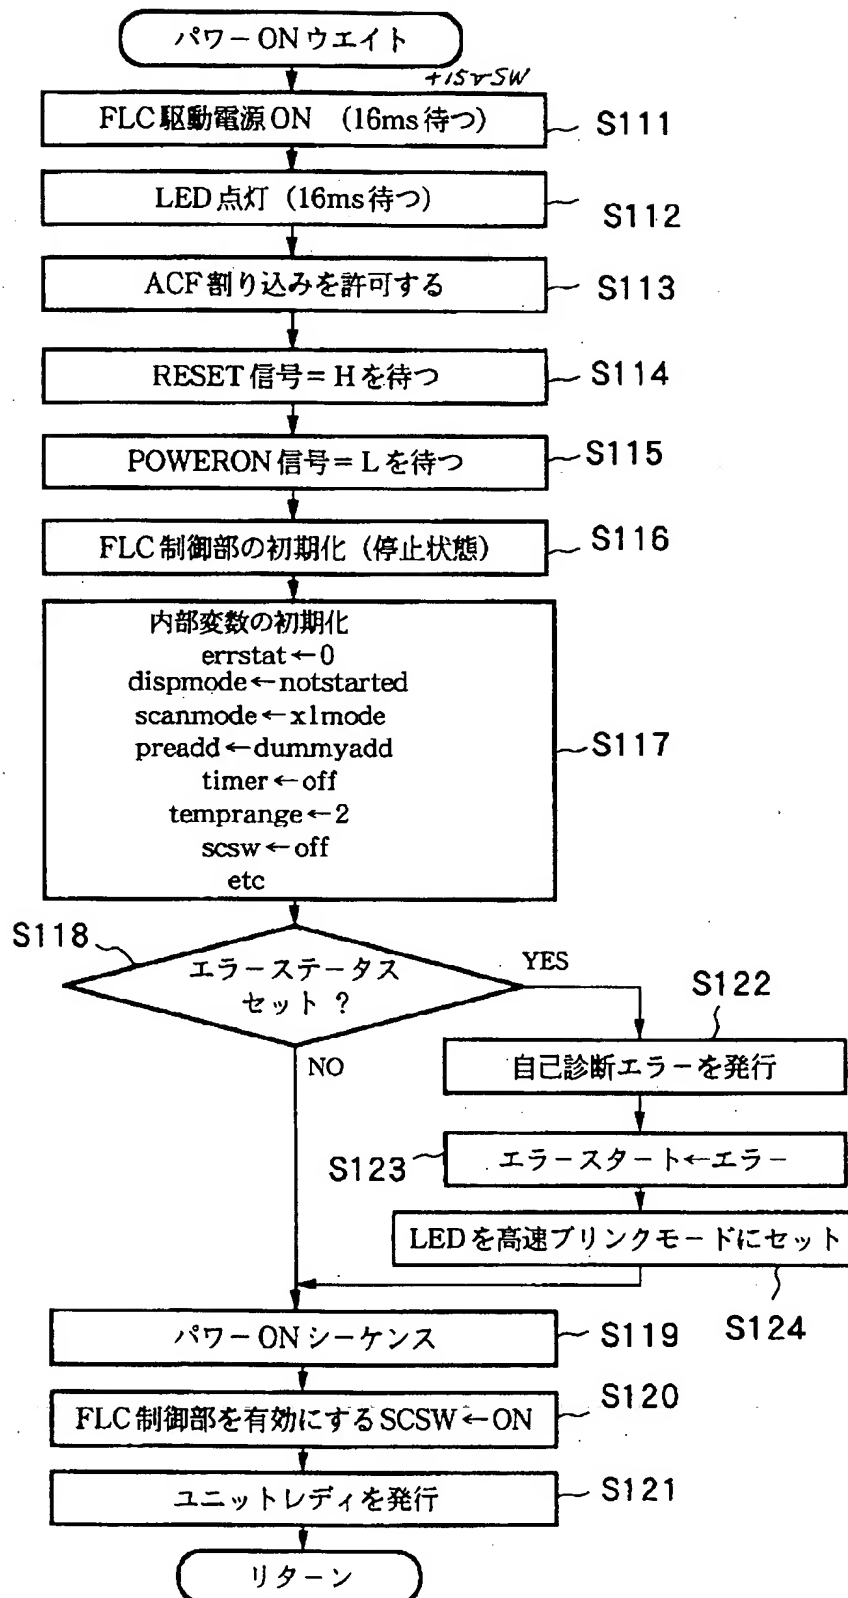 パワーONウエイト
+15vSW
FLC駆動電源ON (16ms待つ)
S111
LED点灯 (16ms待つ)
S112
ACF割り込みを許可する
S113
RESET信号=Hを待つ
S114
POWERON信号=Lを待つ
S115
FLC制御部の初期化 (停止状態)
S116
内部変数の初期化
errstat←0
dispmode←notstarted
scanmode←x1mode
preadd←dummyadd
timer←off
temprange←2
scsw←off
etc
S117
S118
エラーステータス
セット ?
YES
NO
S122
自己診断エラーを発行
S123
エラースタート←エラー
LEDを高速ブリンクモードにセット
S124
パワーONシーケンス
S119
FLC制御部を有効にするSCSW←ON
S120
ユニットレディを発行
S121
リターン